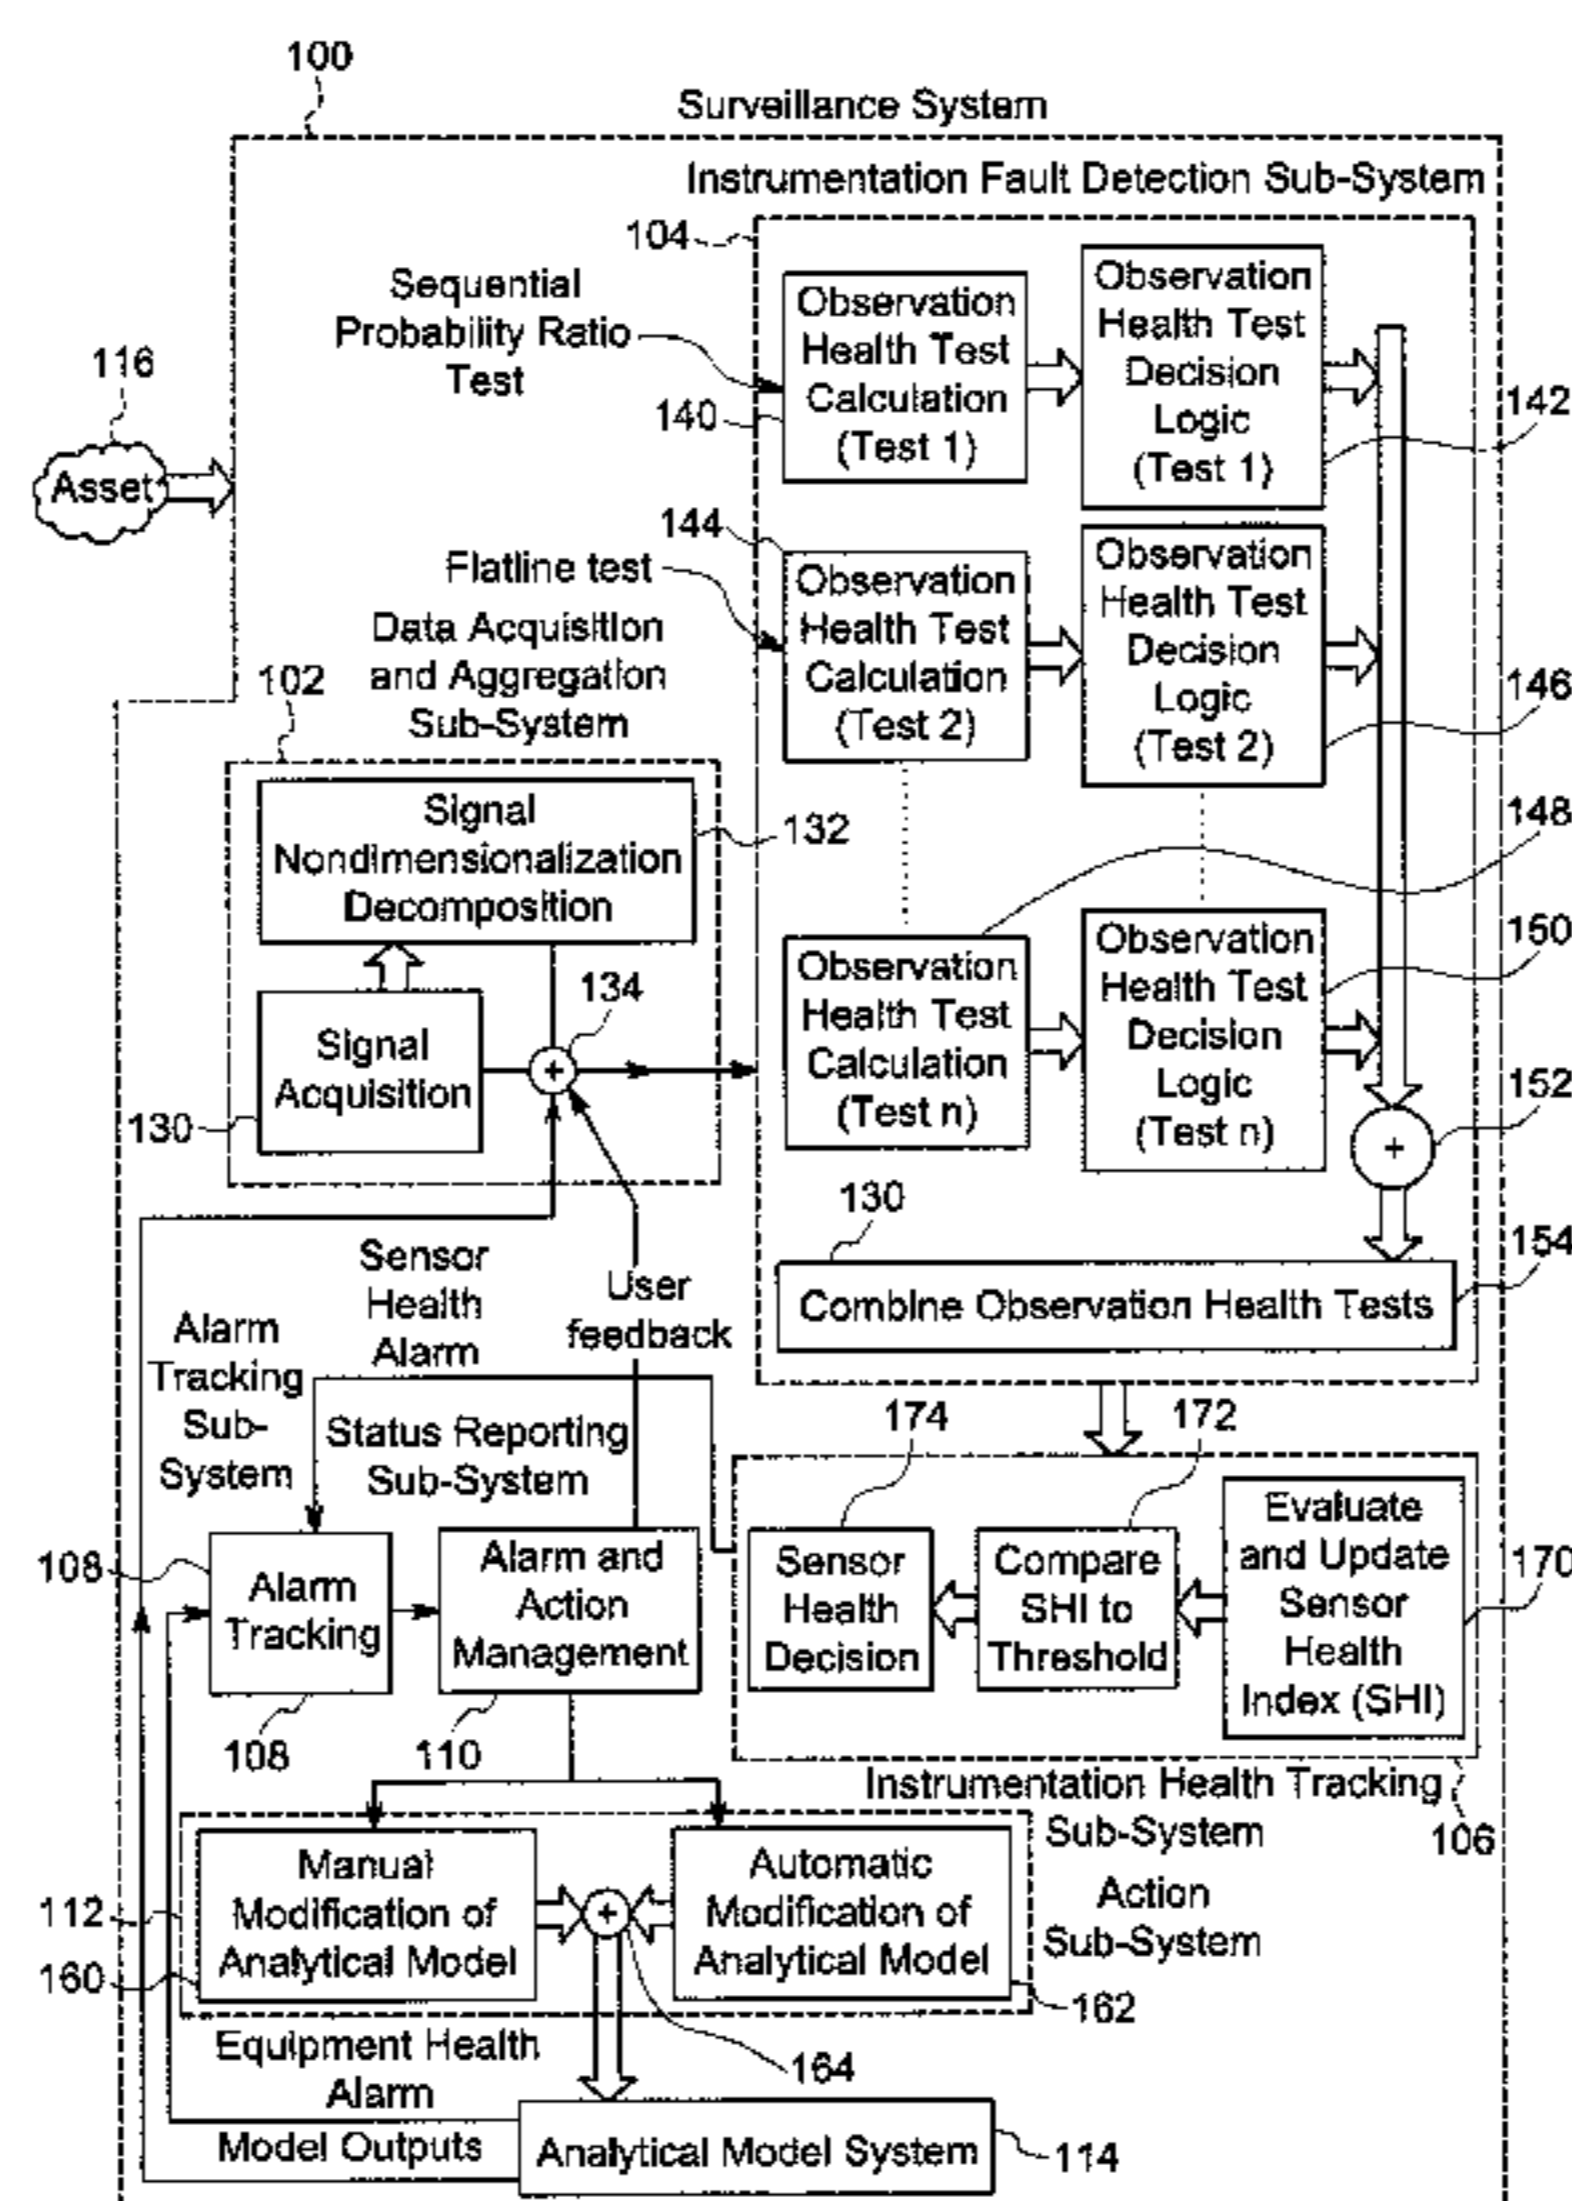 100
Surveillance System
Instrumentation Fault Detection Sub-System
104
Sequential
Probability Ratio
Test
Observation
Health Test
Calculation
(Test 1)
140
Observation
Health Test
Decision
Logic
(Test 1)
142
116
Asset
144
Flatline test
Observation
Health Test
Calculation
(Test 2)
Observation
Health Test
Decision
Logic
(Test 2)
146
Data Acquisition
and Aggregation
Sub-System
102
Signal
Nondimensionalization
Decomposition
132
148
Signal
Acquisition
130
134
Observation
Health Test
Calculation
(Test n)
Observation
Health Test
Decision
Logic
(Test n)
150
+
152
+
130
154
Combine Observation Health Tests
Sensor
Health
Alarm
User
feedback
Alarm
Tracking
Sub-
System
Status Reporting
Sub-System
174
172
108
Alarm
Tracking
108
Alarm and
Action
Management
110
Sensor
Health
Decision
Compare
SHI to
Threshold
Evaluate
and Update
Sensor
Health
Index (SHI)
170
Instrumentation Health Tracking
Sub-System
106
Action
Sub-System
112
Manual
Modification of
Analytical Model
160
+
Automatic
Modification of
Analytical Model
162
164
Equipment Health
Alarm
Model Outputs
Analytical Model System
114